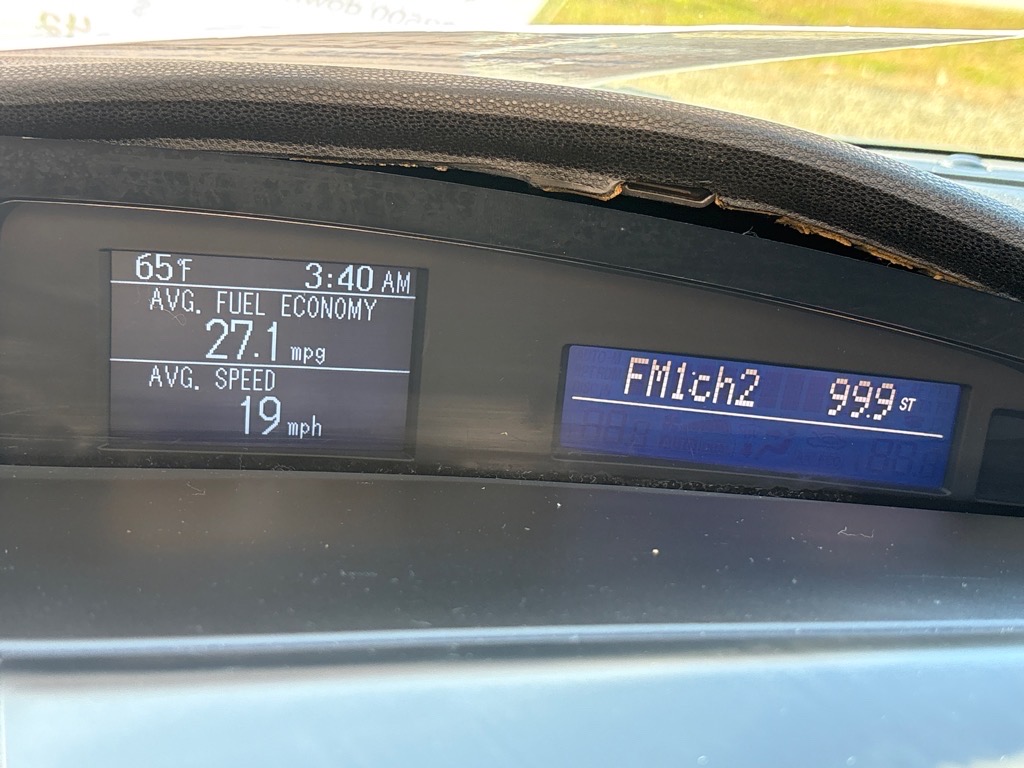 65°F 3:40 AM
AVG. FUEL ECONOMY
27.1 mpg
AVG. SPEED
19 mph
FM1ch2 99.9 ST